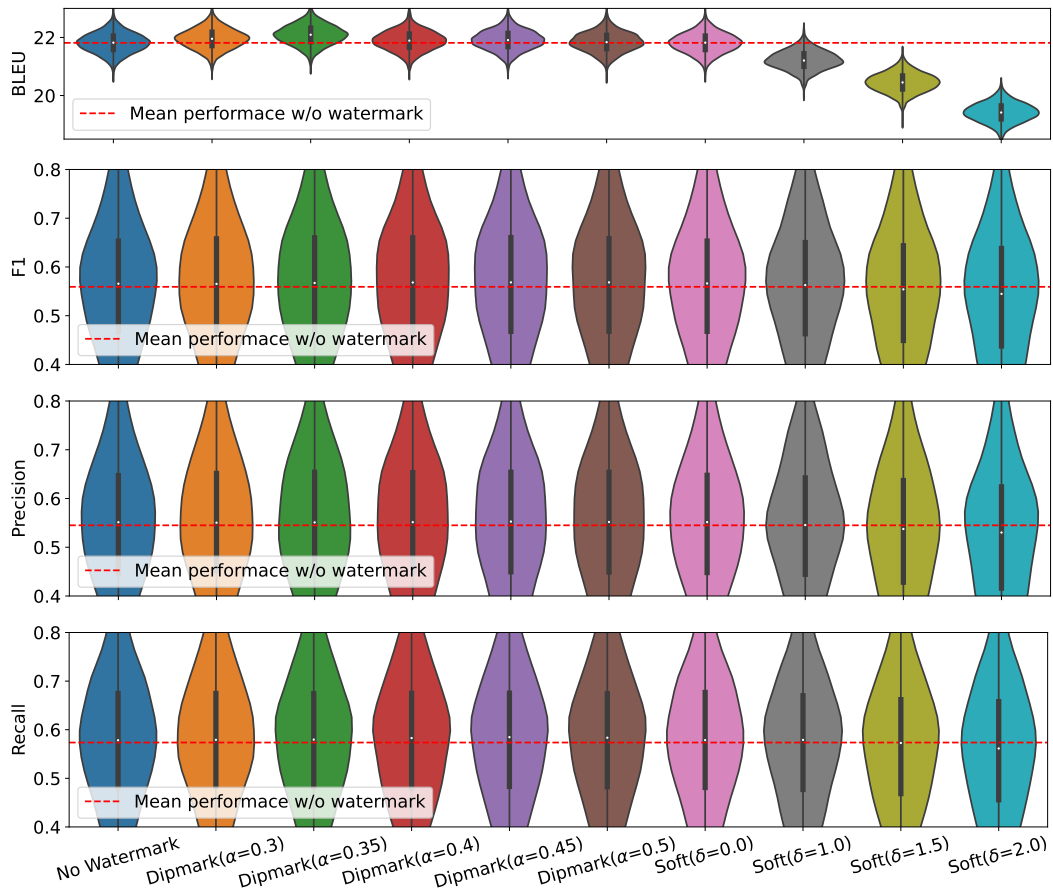 BLEU
22
20
Mean performace w/o watermark
F1
0.8
0.7
0.6
0.5
0.4
Mean performace w/o watermark
Precision
0.8
0.7
0.6
0.5
0.4
Mean performace w/o watermark
Recall
0.8
0.7
0.6
0.5
0.4
Mean performace w/o watermark
No Watermark
Dipmark(α=0.3)
Dipmark(α=0.35)
Dipmark(α=0.4)
Dipmark(α=0.45)
Dipmark(α=0.5)
Soft(δ=0.0)
Soft(δ=1.0)
Soft(δ=1.5)
Soft(δ=2.0)